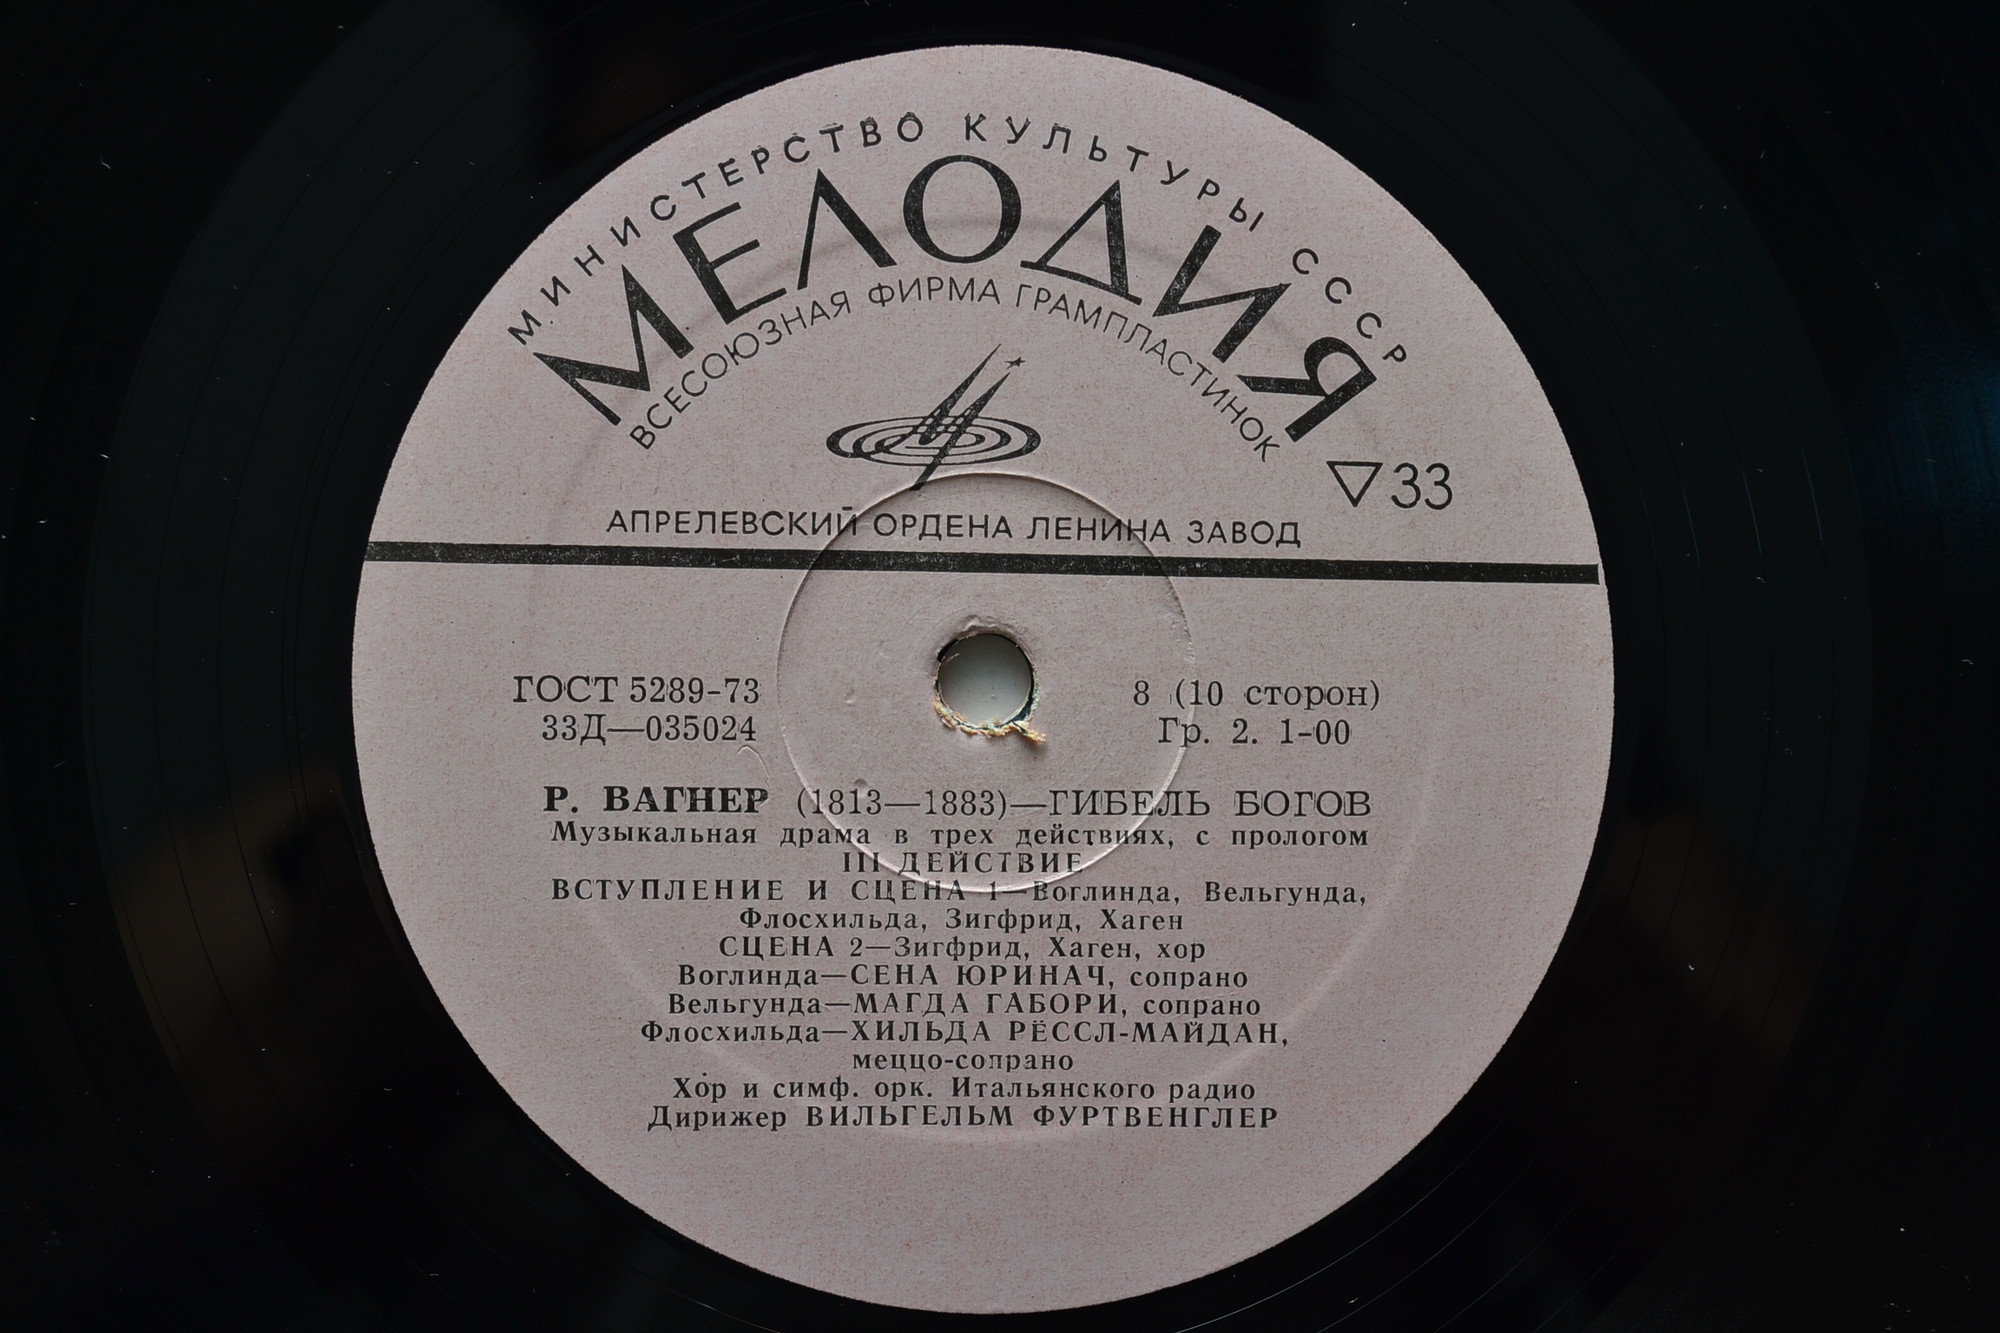 МИНИСТЕРСТВО КУЛЬТУРЫ СССР
МЕЛОДИЯ
ВСЕСОЮЗНАЯ ФИРМА ГРАМПЛАСТИНОК
▽33
АПРЕЛЕВСКИЙ ОРДЕНА ЛЕНИНА ЗАВОД
ГОСТ 5289-73
33Д—035024
8 (10 сторон)
Гр. 2. 1-00
Р. ВАГНЕР (1813—1883)—ГИБЕЛЬ БОГОВ
Музыкальная драма в трех действиях, с прологом
III ДЕЙСТВИЕ
ВСТУПЛЕНИЕ И СЦЕНА 1—Воглинда, Вельгунда,
Флосхильда, Зигфрид, Хаген
СЦЕНА 2—Зигфрид, Хаген, хор
Воглинда—СЕНА ЮРИНАЧ, сопрано
Вельгунда—МАГДА ГАБОРИ, сопрано
Флосхильда—ХИЛЬДА РЁССЛ-МАЙДАН,
меццо-сопрано
Хор и симф. орк. Итальянского радио
Дирижер ВИЛЬГЕЛЬМ ФУРТВЕНГЛЕР